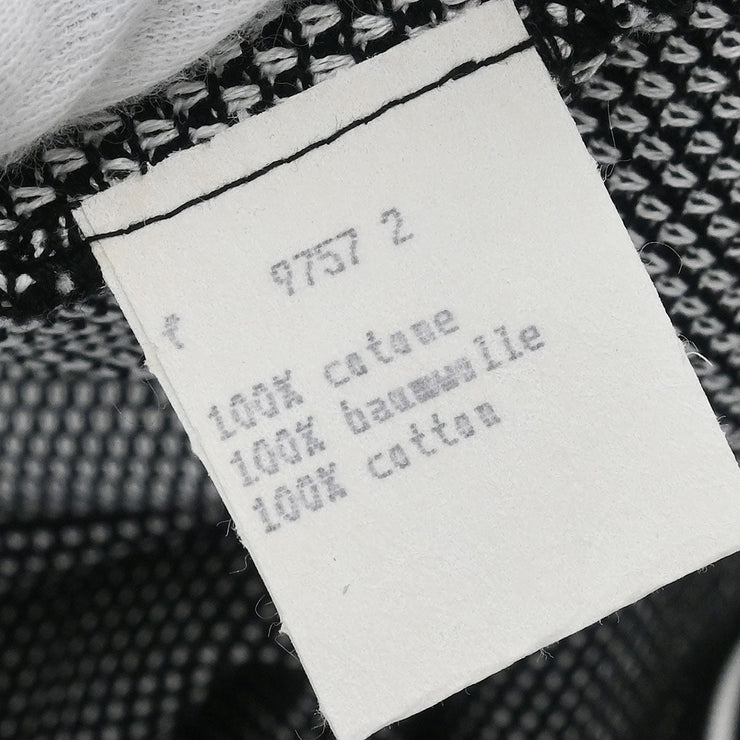 9757 2
f
100% cotone
100% baumwolle
100% cotton